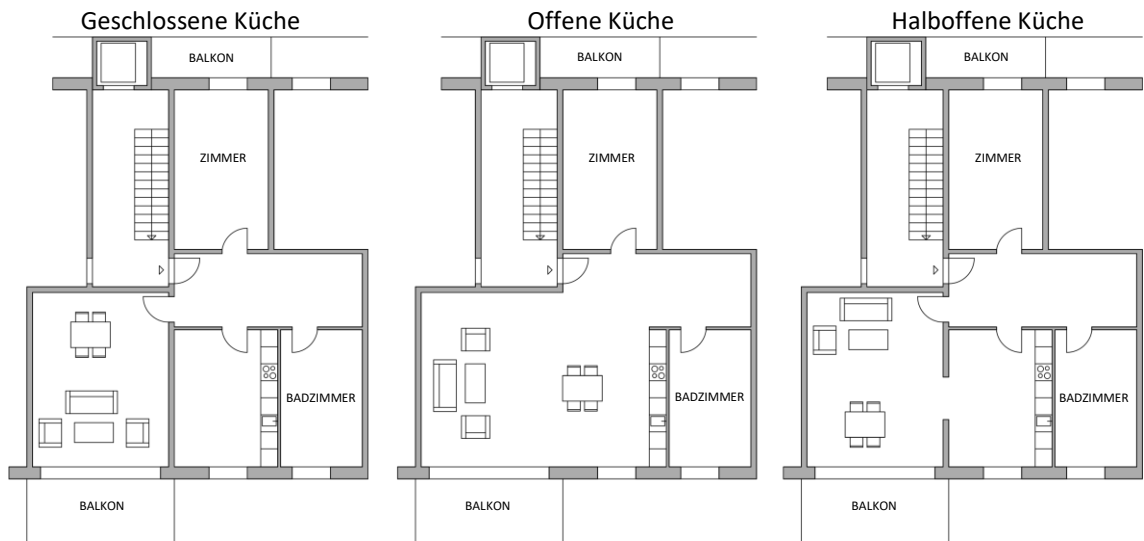 Geschlossene Küche
BALKON
ZIMMER
BADZIMMER
BALKON
Offene Küche
BALKON
ZIMMER
BADZIMMER
BALKON
Halboffene Küche
BALKON
ZIMMER
BADZIMMER
BALKON